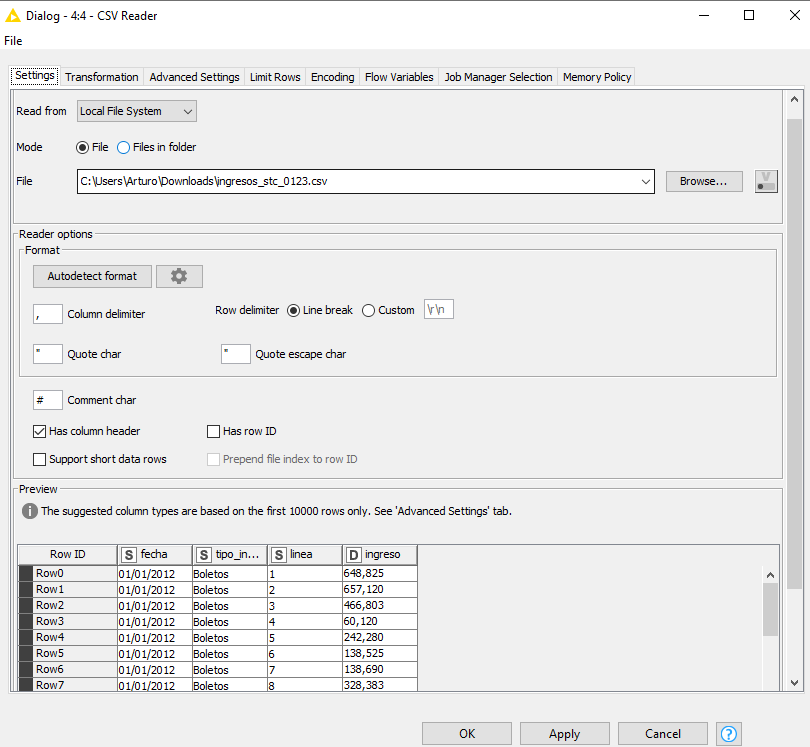 Dialog - 4:4 - CSV Reader
File
Settings Transformation Advanced Settings Limit Rows Encoding Flow Variables Job Manager Selection Memory Policy
Read from Local File System
Mode File Files in folder
File C:\Users\Arturo\Downloads\ingresos_stc_0123.csv Browse... V
Reader options
Format
Autodetect format
, Column delimiter Row delimiter Line break Custom \r\n
" Quote char " Quote escape char
# Comment char
Has column header Has row ID
Support short data rows Prepend file index to row ID
Preview
i The suggested column types are based on the first 10000 rows only. See 'Advanced Settings' tab.
Row ID S fecha S tipo_in... S linea D ingreso
Row0 01/01/2012 Boletos 1 648,825
Row1 01/01/2012 Boletos 2 657,120
Row2 01/01/2012 Boletos 3 466,803
Row3 01/01/2012 Boletos 4 60,120
Row4 01/01/2012 Boletos 5 242,280
Row5 01/01/2012 Boletos 6 138,525
Row6 01/01/2012 Boletos 7 138,690
Row7 01/01/2012 Boletos 8 328,383
OK Apply Cancel ?